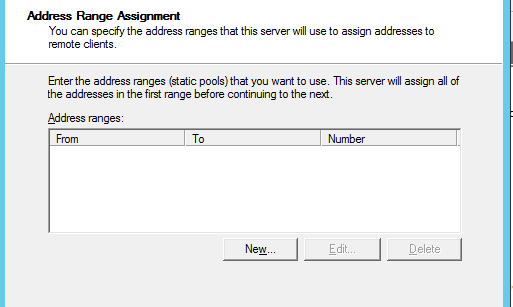 Address Range Assignment
You can specify the address ranges that this server will use to assign addresses to
remote clients.
Enter the address ranges (static pools) that you want to use. This server will assign all of
the addresses in the first range before continuing to the next.
Address ranges:
From To Number
New... Edit... Delete